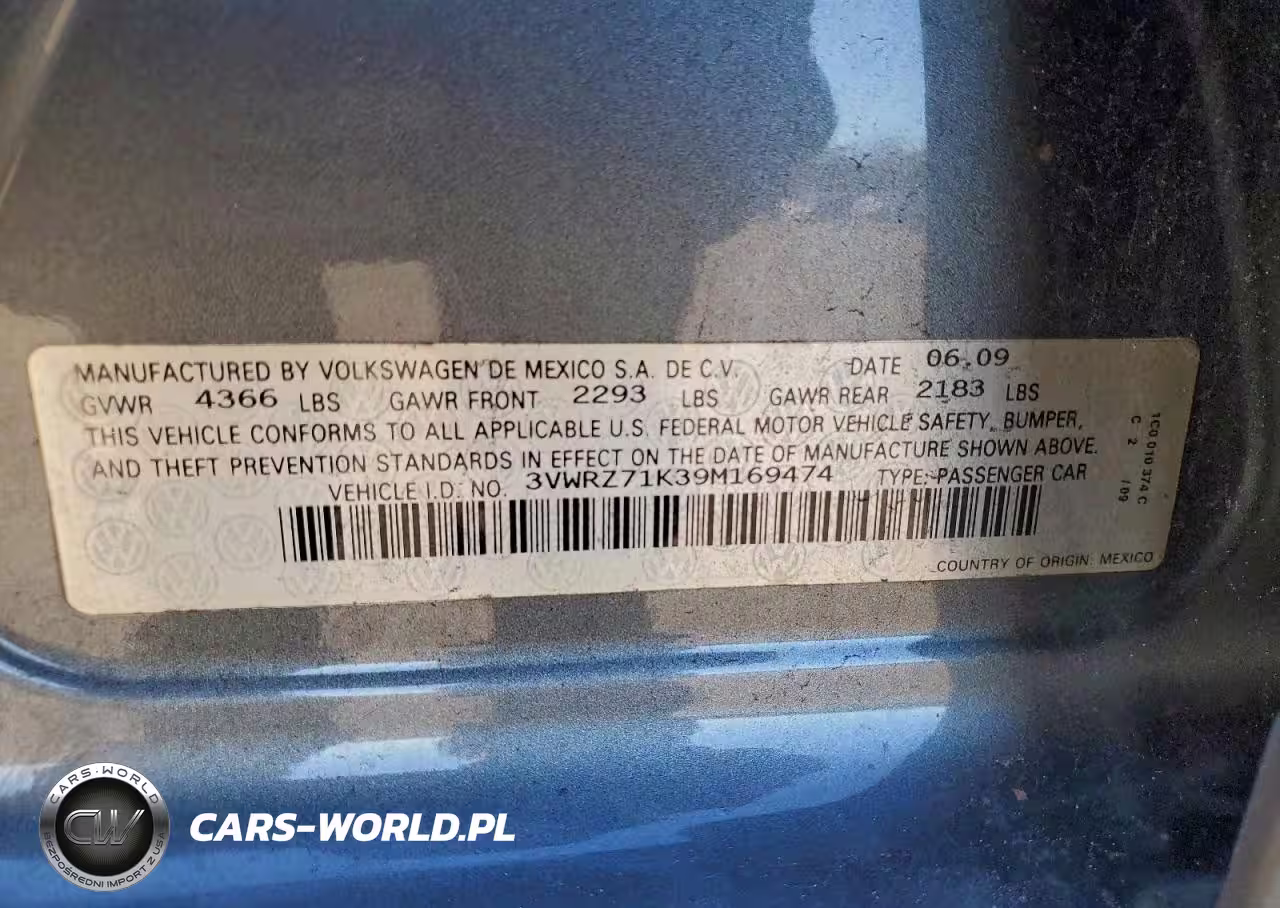 MANUFACTURED BY VOLKSWAGEN DE MEXICO S.A. DE C.V. DATE 06.09
GVWR 4366 LBS GAWR FRONT 2293 LBS GAWR REAR 2183 LBS
THIS VEHICLE CONFORMS TO ALL APPLICABLE U.S. FEDERAL MOTOR VEHICLE SAFETY, BUMPER,
AND THEFT PREVENTION STANDARDS IN EFFECT ON THE DATE OF MANUFACTURE SHOWN ABOVE.
VEHICLE I.D. NO. 3VWRZ71K39M169474 TYPE: PASSENGER CAR
COUNTRY OF ORIGIN: MEXICO
1C0 010 374 C
C 2 /09
CARS-WORLD
CW
BEZPOŚREDNI IMPORT Z USA
CARS-WORLD.PL